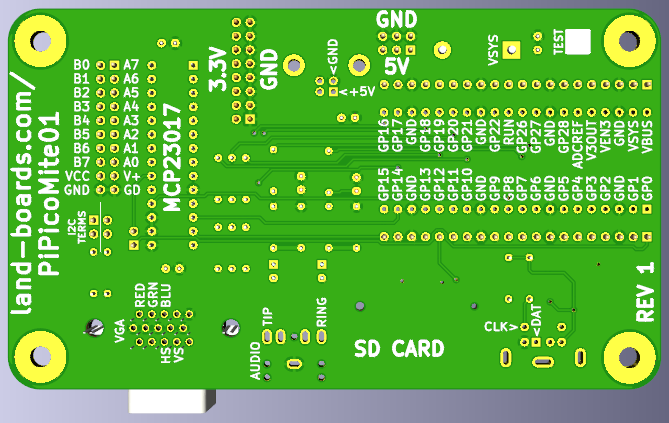 land-boards.com/
PiPicoMite01
B0 A7
B1 A6
B2 A5
B3 A4
B4 A3
B5 A2
B6 A1
B7 A0
VCC V+
GND GD
MCP23017
I2C
TERMS
3.3V
GND
<GND
<+5V
GND
5V
VSYS
TEST
GP16
GP17
GND
GP18
GP19
GP20
GP21
GND
GP22
RUN
GP26
GP27
GND
GP28
ADCREF
V3OUT
VEN3
GND
VSYS
VBUS
GP15
GP14
GND
GP13
GP12
GP11
GP10
GND
GP9
GP8
GP7
GP6
GND
GP5
GP4
GP3
GP2
GND
GP1
GP0
VGA
RED
GRN
BLU
HS
VS
AUDIO
TIP
RING
SD CARD
CLK>
<DAT
REV 1